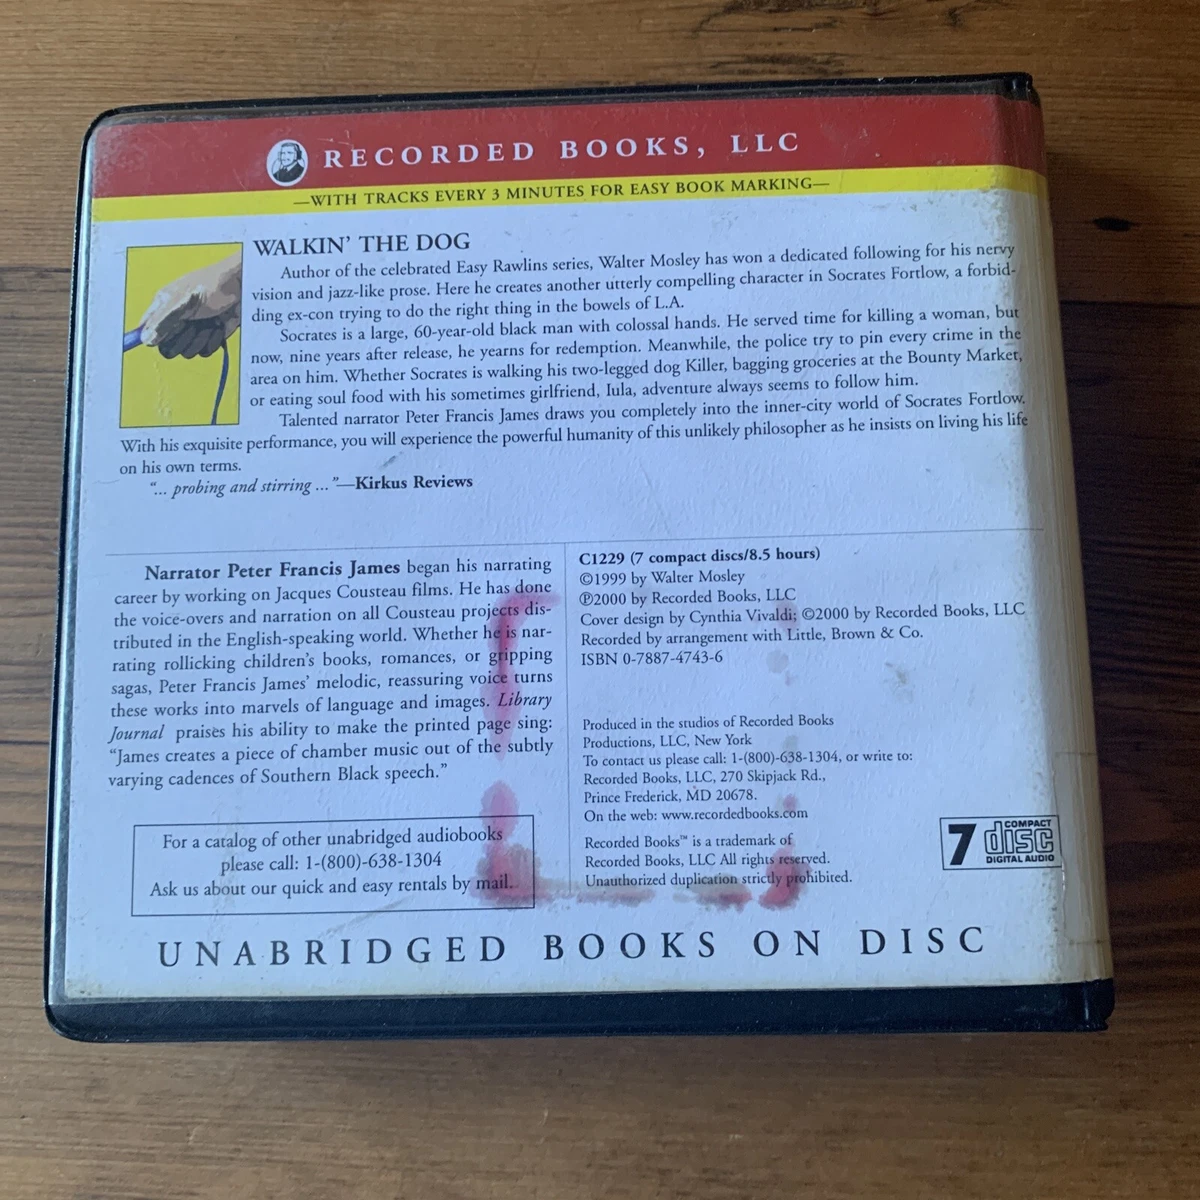 RECORDED BOOKS, LLC
—WITH TRACKS EVERY 3 MINUTES FOR EASY BOOK MARKING—
WALKIN' THE DOG
Author of the celebrated Easy Rawlins series, Walter Mosley has won a dedicated following for his nervy
vision and jazz-like prose. Here he creates another utterly compelling character in Socrates Fortlow, a forbid-
ding ex-con trying to do the right thing in the bowels of L.A.
Socrates is a large, 60-year-old black man with colossal hands. He served time for killing a woman, but
now, nine years after release, he yearns for redemption. Meanwhile, the police try to pin every crime in the
area on him. Whether Socrates is walking his two-legged dog Killer, bagging groceries at the Bounty Market,
or eating soul food with his sometimes girlfriend, Iula, adventure always seems to follow him.
Talented narrator Peter Francis James draws you completely into the inner-city world of Socrates Fortlow.
With his exquisite performance, you will experience the powerful humanity of this unlikely philosopher as he insists on living his life
on his own terms.
"... probing and stirring ..."—Kirkus Reviews
Narrator Peter Francis James began his narrating
career by working on Jacques Cousteau films. He has done
the voice-overs and narration on all Cousteau projects dis-
tributed in the English-speaking world. Whether he is nar-
rating rollicking children's books, romances, or gripping
sagas, Peter Francis James' melodic, reassuring voice turns
these works into marvels of language and images. Library
Journal praises his ability to make the printed page sing:
"James creates a piece of chamber music out of the subtly
varying cadences of Southern Black speech."
For a catalog of other unabridged audiobooks
please call: 1-(800)-638-1304
Ask us about our quick and easy rentals by mail.
C1229 (7 compact discs/8.5 hours)
©1999 by Walter Mosley
℗2000 by Recorded Books, LLC
Cover design by Cynthia Vivaldi; ©2000 by Recorded Books, LLC
Recorded by arrangement with Little, Brown & Co.
ISBN 0-7887-4743-6
Produced in the studios of Recorded Books
Productions, LLC, New York
To contact us please call: 1-(800)-638-1304, or write to:
Recorded Books, LLC, 270 Skipjack Rd.,
Prince Frederick, MD 20678.
On the web: www.recordedbooks.com
Recorded Books™ is a trademark of
Recorded Books, LLC All rights reserved.
Unauthorized duplication strictly prohibited.
7 COMPACT
disc
DIGITAL AUDIO
UNABRIDGED BOOKS ON DISC